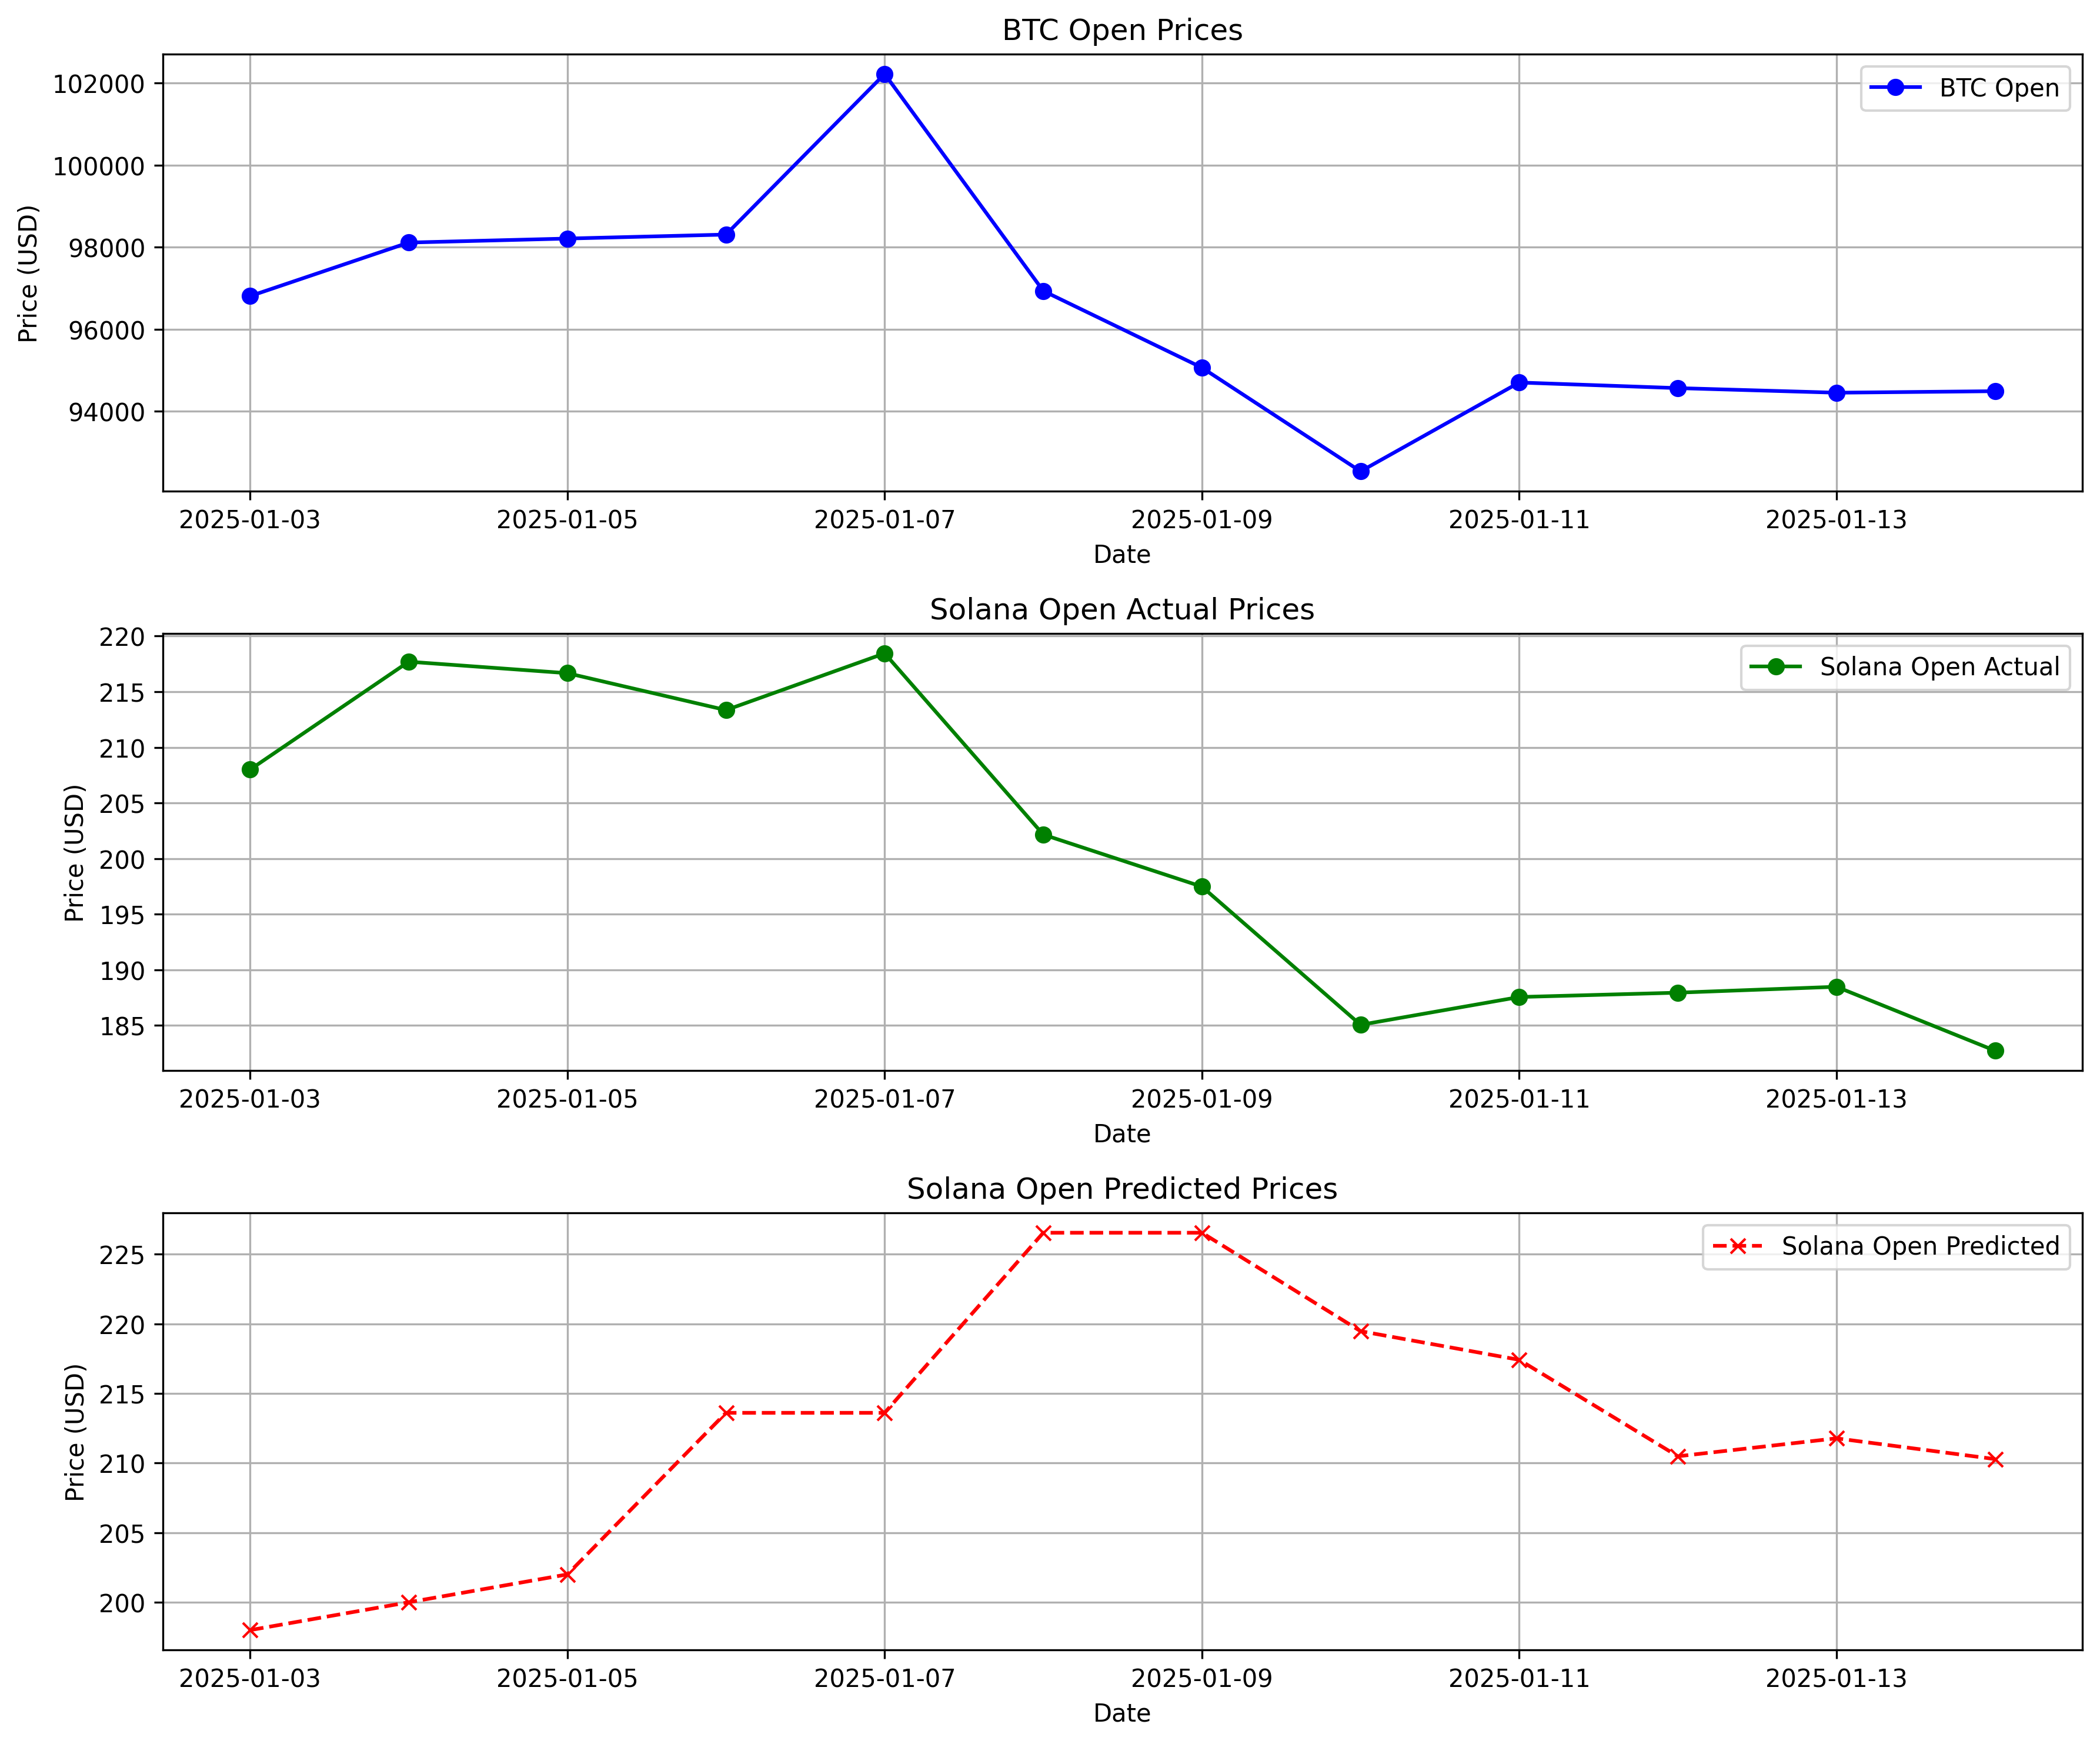 BTC Open Prices
BTC Open
Price (USD)
102000
100000
98000
96000
94000
2025-01-03 2025-01-05 2025-01-07 2025-01-09 2025-01-11 2025-01-13
Date
Solana Open Actual Prices
Solana Open Actual
Price (USD)
220
215
210
205
200
195
190
185
2025-01-03 2025-01-05 2025-01-07 2025-01-09 2025-01-11 2025-01-13
Date
Solana Open Predicted Prices
Solana Open Predicted
Price (USD)
225
220
215
210
205
200
2025-01-03 2025-01-05 2025-01-07 2025-01-09 2025-01-11 2025-01-13
Date